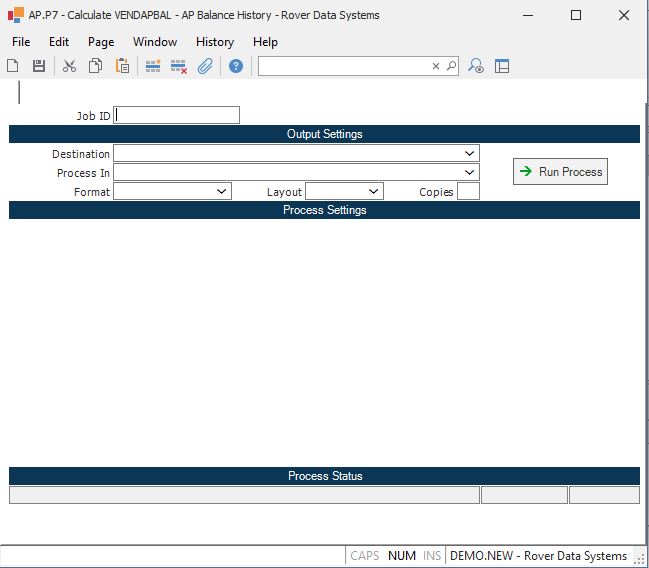 AP.P7 - Calculate VENDAPBAL - AP Balance History - Rover Data Systems
File Edit Page Window History Help
Job ID
Output Settings
Destination
Process In
Run Process
Format Layout Copies
Process Settings
Process Status
CAPS NUM INS DEMO.NEW - Rover Data Systems